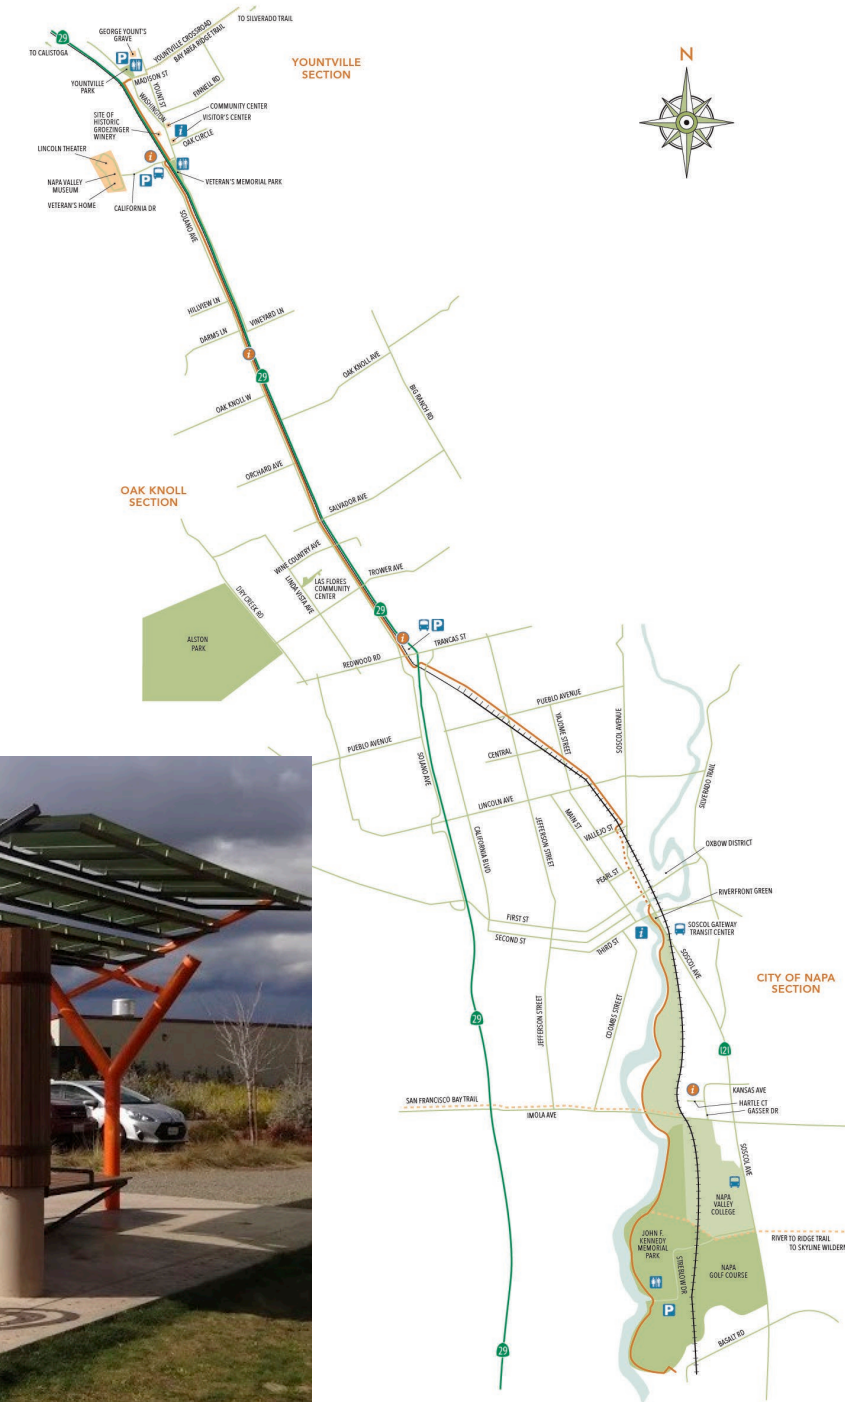 TO SILVERADO TRAIL
29
GEORGE YOUNT'S
GRAVE
YOUNTVILLE CROSSROAD
BAY AREA RIDGE TRAIL
TO CALISTOGA
P
N
YOUNTVILLE
SECTION
MADISON ST
YOUNTVILLE
PARK
YOUNT ST
FINNELL RD
WASHINGTON
COMMUNITY CENTER
SITE OF
HISTORIC
GROEZINGER
WINERY
VISITOR'S CENTER
i
OAK CIRCLE
LINCOLN THEATER
i
NAPA VALLEY
MUSEUM
P
VETERAN'S MEMORIAL PARK
VETERAN'S HOME
CALIFORNIA DR
SOLANO AVE
HILLVIEW LN
VINEYARD LN
DARMS LN
i
29
OAK KNOLL AVE
OAK KNOLL W
BIG RANCH RD
ORCHARD AVE
OAK KNOLL
SECTION
SALVADOR AVE
WINE COUNTRY AVE
TROWER AVE
LAS FLORES
COMMUNITY
CENTER
LINDA VISTA AVE
DRY CREEK RD
29
ALSTON
PARK
P
i
TRANCAS ST
REDWOOD RD
PUEBLO AVENUE
YAJOME STREET
SOSCOL AVENUE
PUEBLO AVENUE
CENTRAL
SOLANO AVE
SILVERADO TRAIL
LINCOLN AVE
MAIN ST
VALLEJO ST
JEFFERSON STREET
CALIFORNIA BLVD
OXBOW DISTRICT
PEARL ST
RIVERFRONT GREEN
FIRST ST
SECOND ST
THIRD ST
i
SOSCOL GATEWAY
TRANSIT CENTER
SOSCOL AVE
CITY OF NAPA
SECTION
JEFFERSON STREET
COOMBS STREET
29
121
i
KANSAS AVE
HARTLE CT
GASSER DR
SAN FRANCISCO BAY TRAIL
IMOLA AVE
SOSCOL AVE
NAPA
VALLEY
COLLEGE
JOHN F.
KENNEDY
MEMORIAL
PARK
RIVER TO RIDGE TRAIL
TO SKYLINE WILDERN
STREBLOW DR
NAPA
GOLF COURSE
P
BASALT RD
29